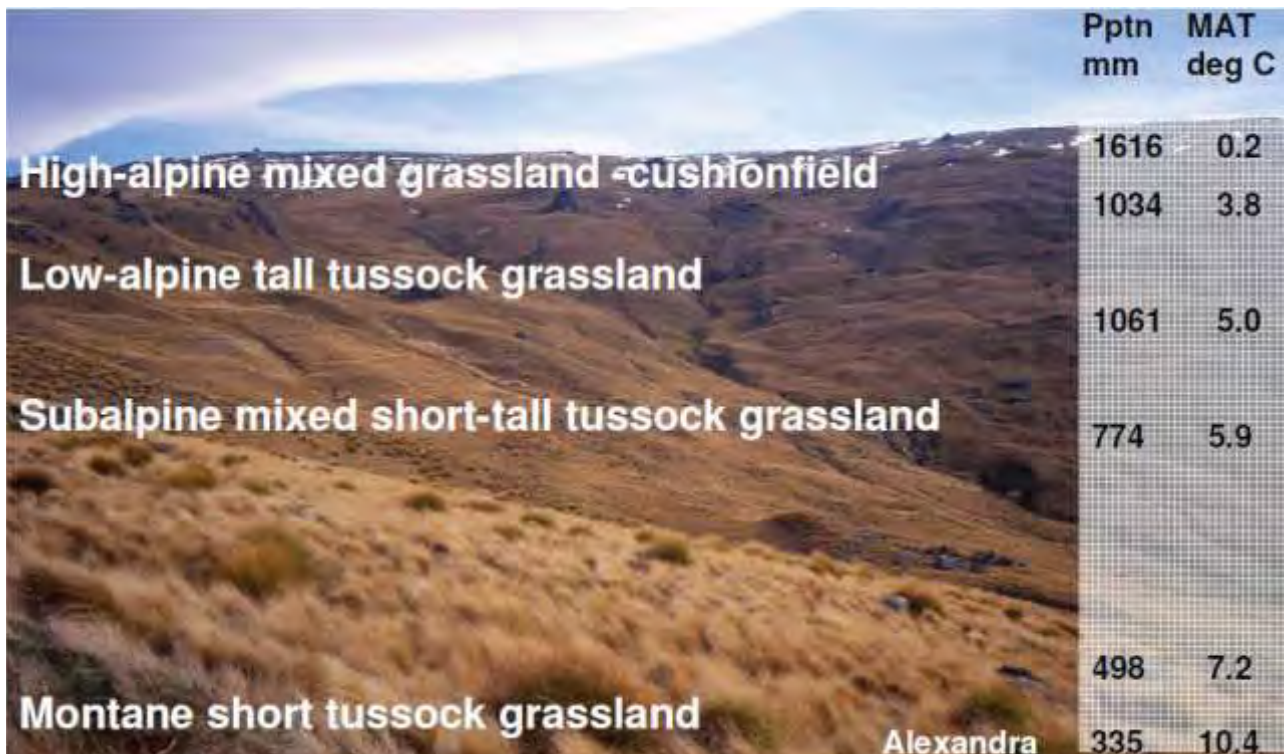 Pptn MAT
mm deg C
High-alpine mixed grassland -cushionfield
1616 0.2
1034 3.8
Low-alpine tall tussock grassland
1061 5.0
Subalpine mixed short-tall tussock grassland
774 5.9
498 7.2
Montane short tussock grassland
Alexandra 335 10.4